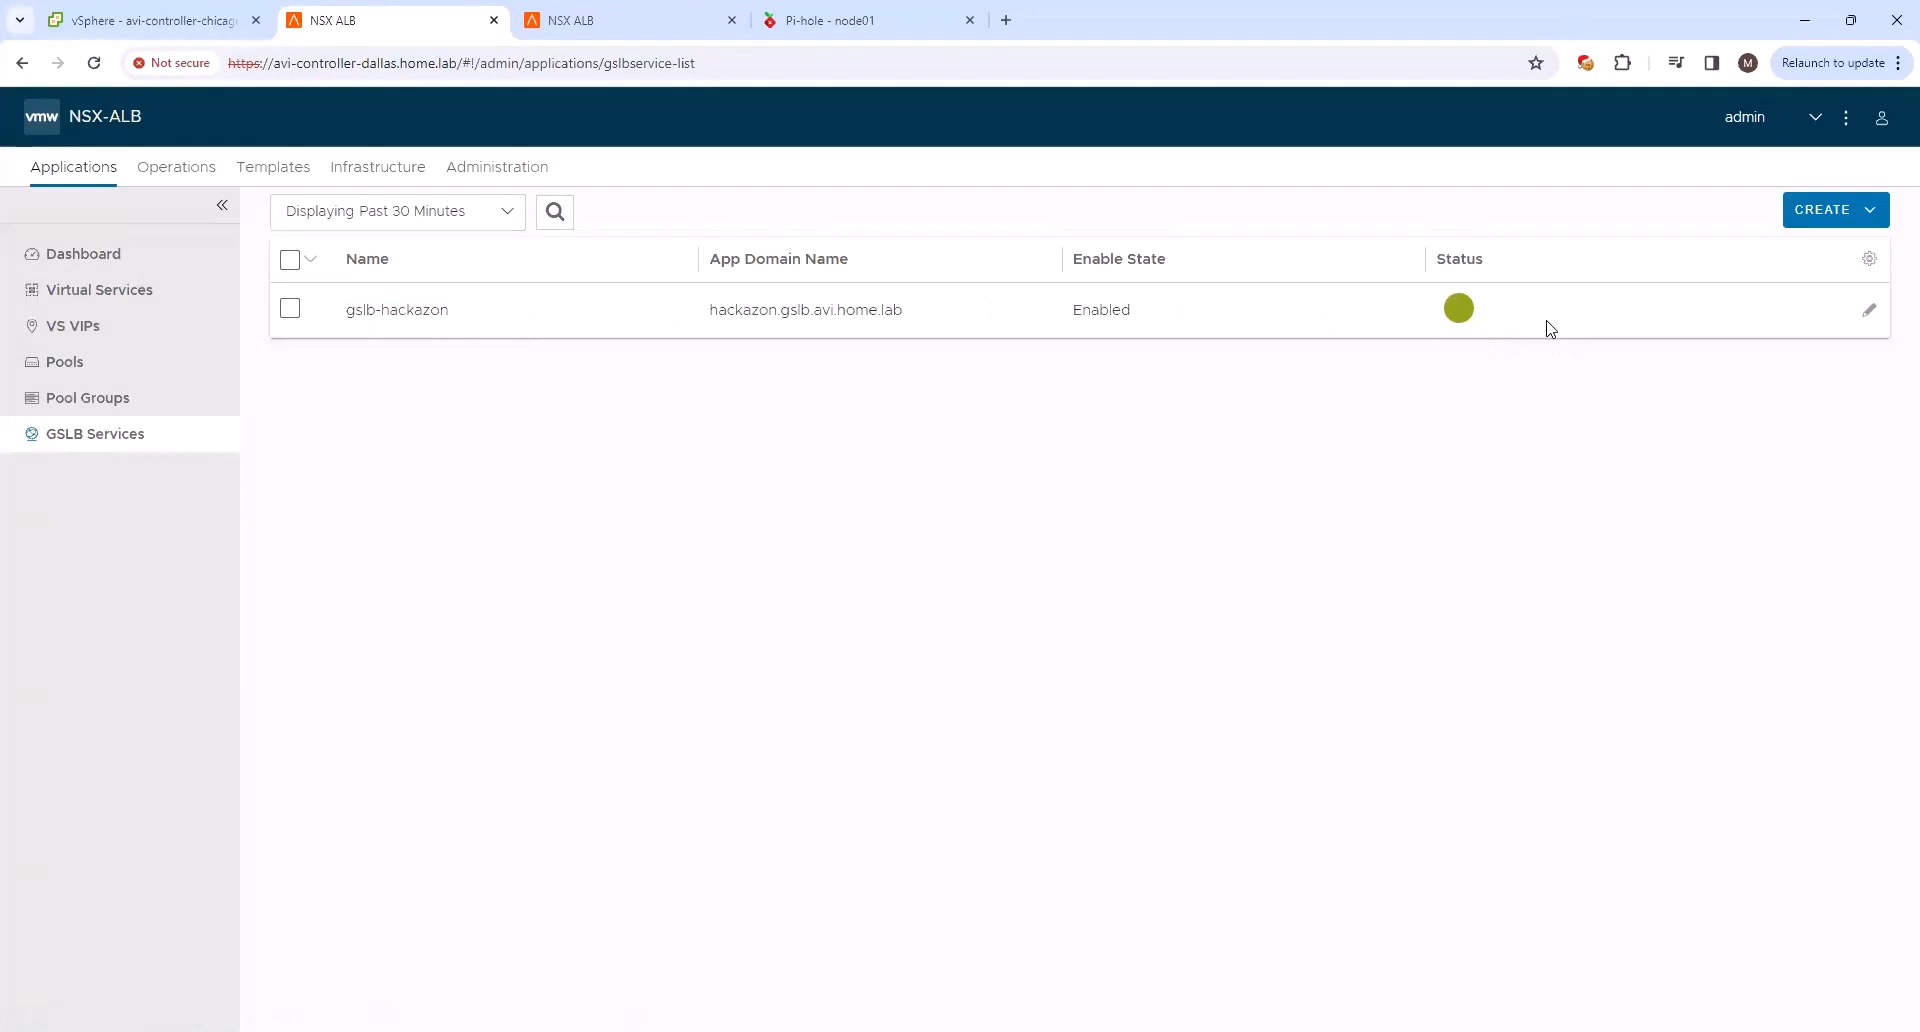 vSphere - avi-controller-chicag
NSX ALB
NSX ALB
Pi-hole - node01
Not secure
https://avi-controller-dallas.home.lab/#!/admin/applications/gslbservice-list
M
Relaunch to update
vmw NSX-ALB
admin
Applications Operations Templates Infrastructure Administration
Displaying Past 30 Minutes
CREATE
Dashboard
Virtual Services
VS VIPs
Pools
Pool Groups
GSLB Services
Name App Domain Name Enable State Status
gslb-hackazon hackazon.gslb.avi.home.lab Enabled